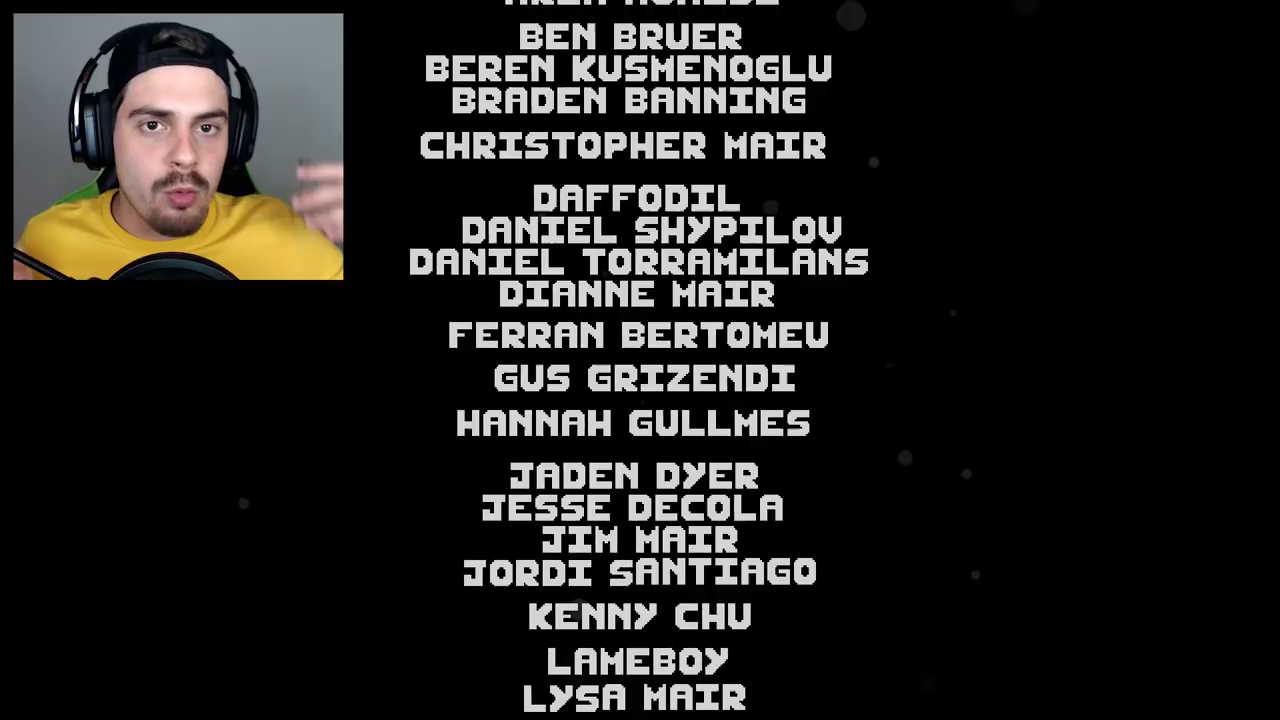 BEN BRUER
BEREN KUSMENOGLU
BRADEN BANNING
CHRISTOPHER MAIR
DAFFODIL
DANIEL SHYPILOV
DANIEL TORRAMILANS
DIANNE MAIR
FERRAN BERTOMEU
GUS GRIZENDI
HANNAH GULLMES
JADEN DYER
JESSE DECOLA
JIM MAIR
JORDI SANTIAGO
KENNY CHU
LAMEBOY
LYSA MAIR